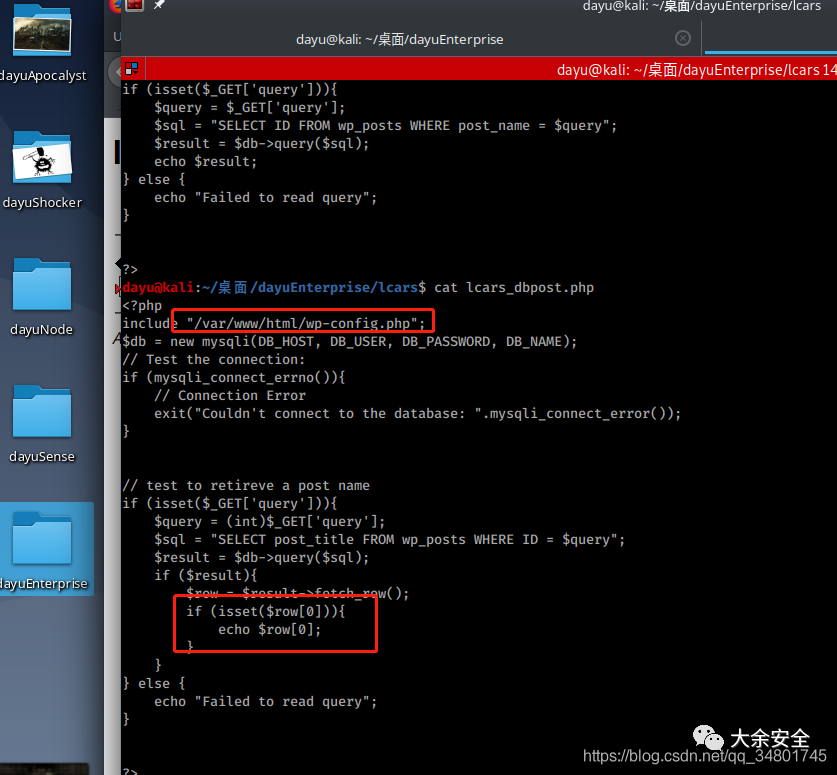 dayuApocalyst
dayuShocker
dayuNode
dayuSense
dayuEnterprise
U
dayu@kali: ~/桌面/dayuEnterprise/lcars
dayu@kali: ~/桌面/dayuEnterprise
dayu@kali: ~/桌面/dayuEnterprise/lcars 14
if (isset($_GET['query'])){
    $query = $_GET['query'];
    $sql = "SELECT ID FROM wp_posts WHERE post_name = $query";
    $result = $db->query($sql);
    echo $result;
} else {
    echo "Failed to read query";
}
?>
dayu@kali:~/桌面/dayuEnterprise/lcars$ cat lcars_dbpost.php
<?php
include "/var/www/html/wp-config.php";
$db = new mysqli(DB_HOST, DB_USER, DB_PASSWORD, DB_NAME);
// Test the connection:
if (mysqli_connect_errno()){
    // Connection Error
    exit("Couldn't connect to the database: ".mysqli_connect_error());
}
// test to retireve a post name
if (isset($_GET['query'])){
    $query = (int)$_GET['query'];
    $sql = "SELECT post_title FROM wp_posts WHERE ID = $query";
    $result = $db->query($sql);
    if ($result){
        $row = $result->fetch_row();
        if (isset($row[0])){
            echo $row[0];
        }
    }
} else {
    echo "Failed to read query";
}
?>
大余安全
https://blog.csdn.net/qq_34801745